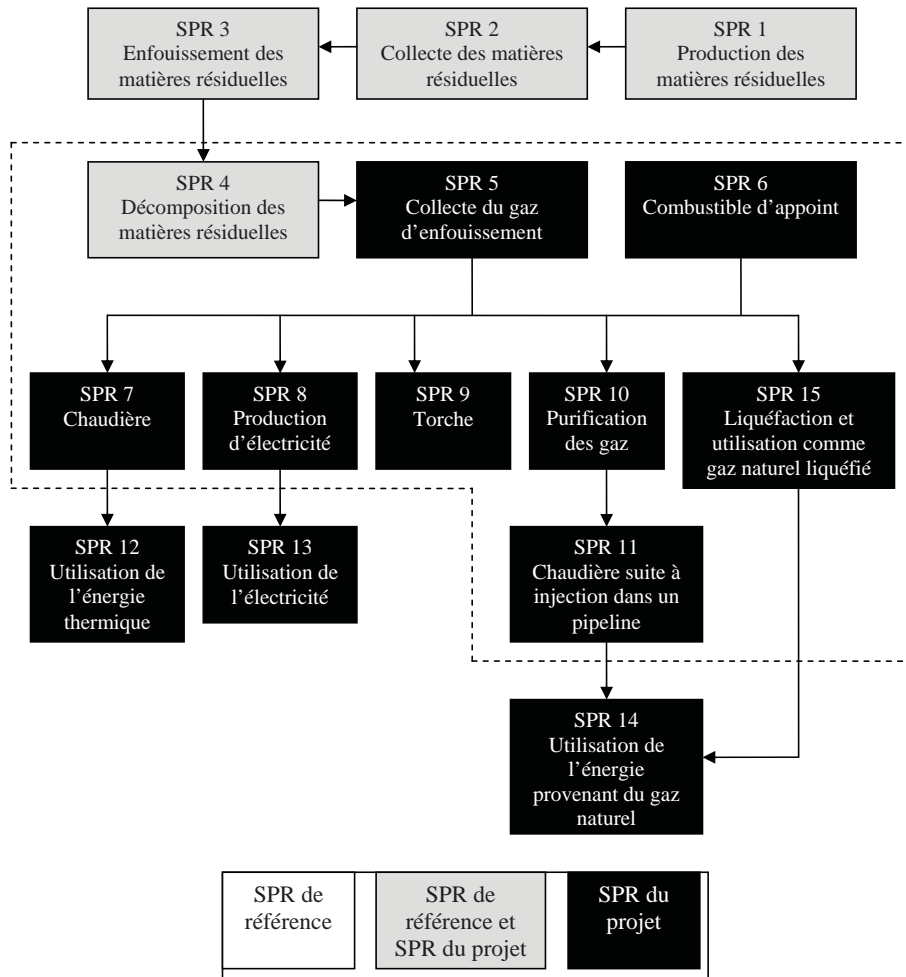 SPR 3
Enfouissement des
matières résiduelles
SPR 2
Collecte des matières
résiduelles
SPR 1
Production des
matières résiduelles
SPR 4
Décomposition des
matières résiduelles
SPR 5
Collecte du gaz
d’enfouissement
SPR 6
Combustible d’appoint
SPR 7
Chaudière
SPR 8
Production
d’électricité
SPR 9
Torche
SPR 10
Purification
des gaz
SPR 15
Liquéfaction et
utilisation comme
gaz naturel liquéfié
SPR 12
Utilisation de
l’énergie
thermique
SPR 13
Utilisation de
l’électricité
SPR 11
Chaudière suite à
injection dans un
pipeline
SPR 14
Utilisation de
l’énergie
provenant du gaz
naturel
SPR de
référence
SPR de
référence et
SPR du projet
SPR du
projet